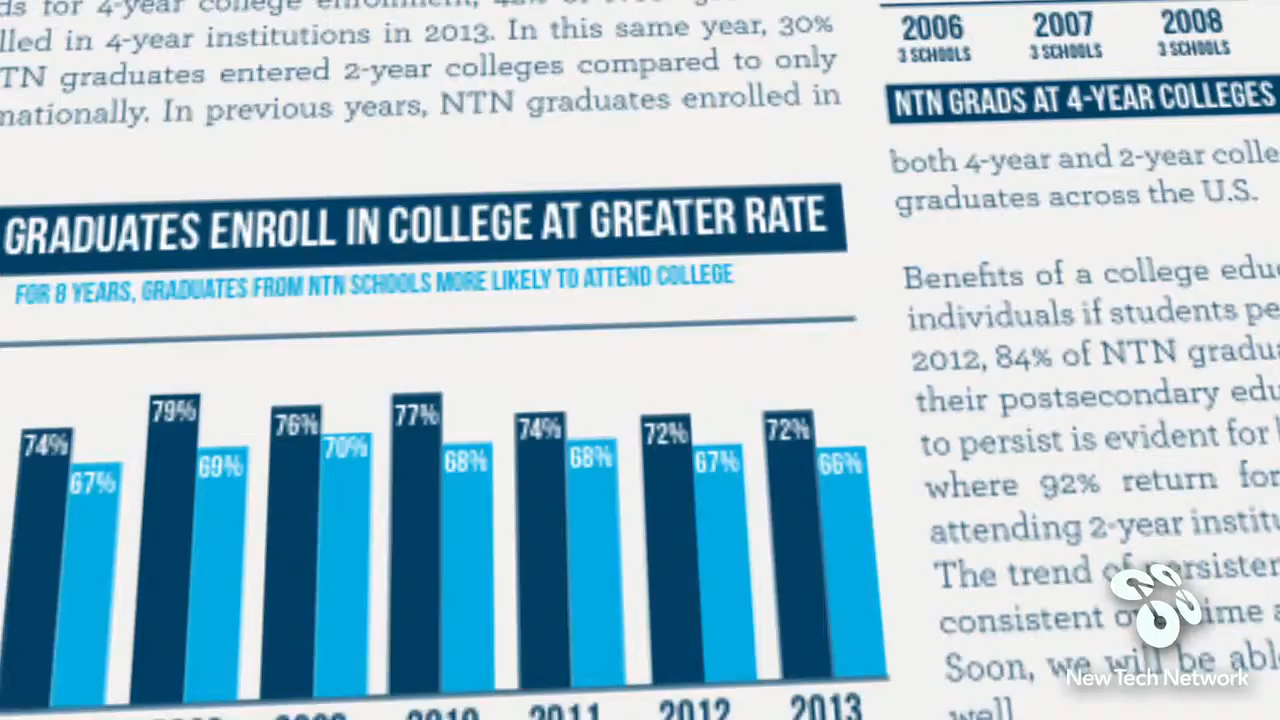 lled in 4-year institutions in 2013. In this same year, 30%
TN graduates entered 2-year colleges compared to only
nationally. In previous years, NTN graduates enrolled in
GRADUATES ENROLL IN COLLEGE AT GREATER RATE
FOR 8 YEARS, GRADUATES FROM NTN SCHOOLS MORE LIKELY TO ATTEND COLLEGE
74% 67% 79% 69% 76% 70% 77% 68% 74% 68% 72% 67% 72% 66%
2010 2011 2012 2013
2006 2007 2008
3 SCHOOLS 3 SCHOOLS 3 SCHOOLS
NTN GRADS AT 4-YEAR COLLEGES
both 4-year and 2-year colle
graduates across the U.S.
Benefits of a college edu
individuals if students pe
2012, 84% of NTN gradua
their postsecondary edu
to persist is evident for
where 92% return for
attending 2-year institu
The trend of persisten
consistent time
Soon, we will be abl
well
New Tech Network